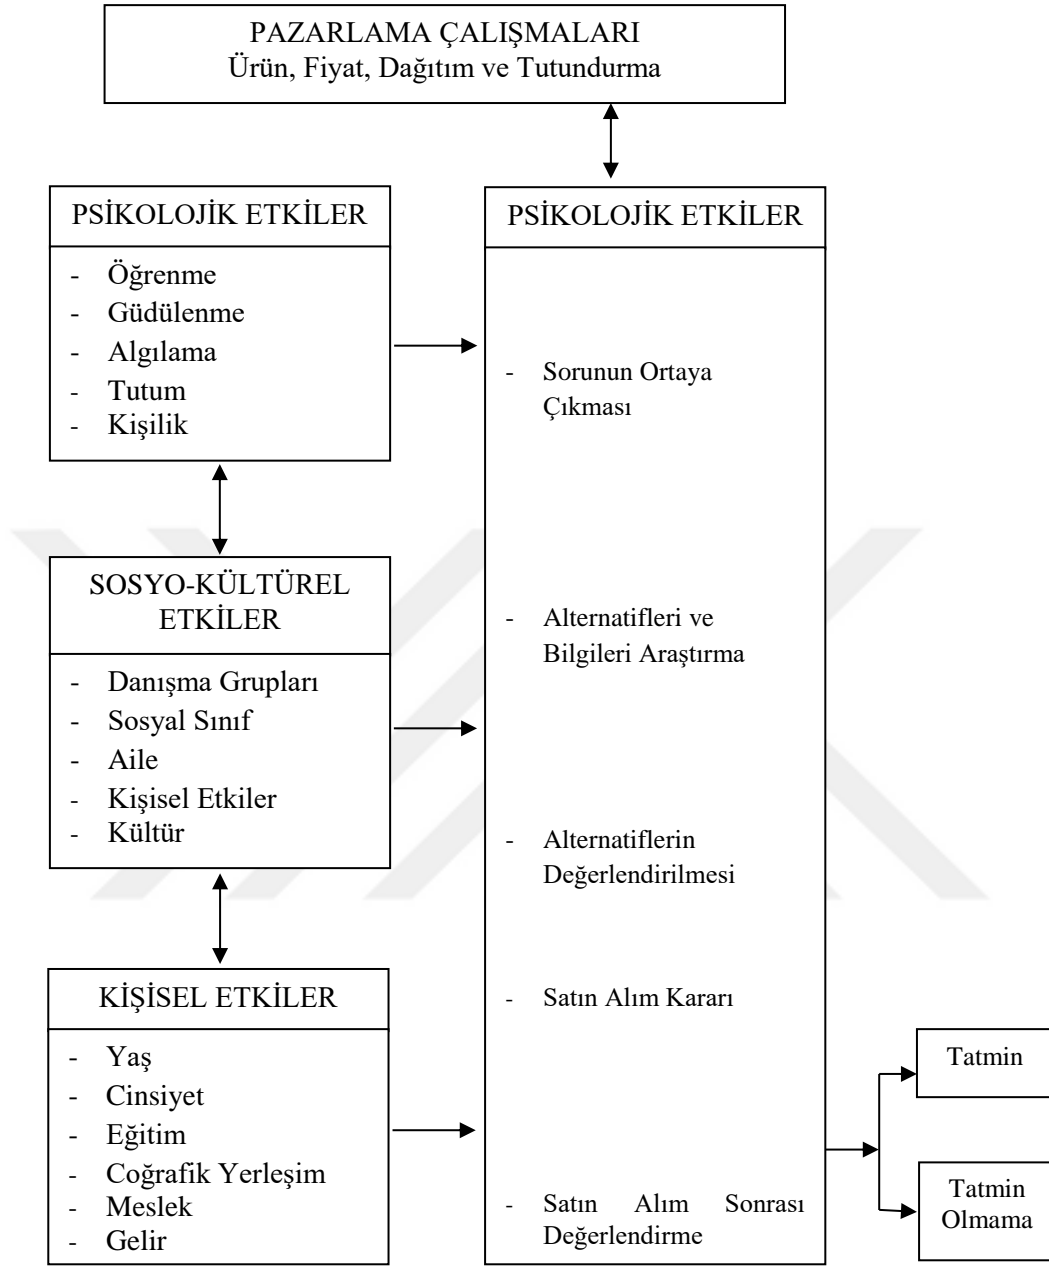 PAZARLAMA ÇALIŞMALARI
Ürün, Fiyat, Dağıtım ve Tutundurma
PSİKOLOJİK ETKİLER
- Öğrenme
- Güdülenme
- Algılama
- Tutum
- Kişilik
SOSYO-KÜLTÜREL
ETKİLER
- Danışma Grupları
- Sosyal Sınıf
- Aile
- Kişisel Etkiler
- Kültür
KİŞİSEL ETKİLER
- Yaş
- Cinsiyet
- Eğitim
- Coğrafik Yerleşim
- Meslek
- Gelir
PSİKOLOJİK ETKİLER
- Sorunun Ortaya
Çıkması
- Alternatifleri ve
Bilgileri Araştırma
- Alternatiflerin
Değerlendirilmesi
- Satın Alım Kararı
- Satın Alım Sonrası
Değerlendirme
Tatmin
Tatmin
Olmama